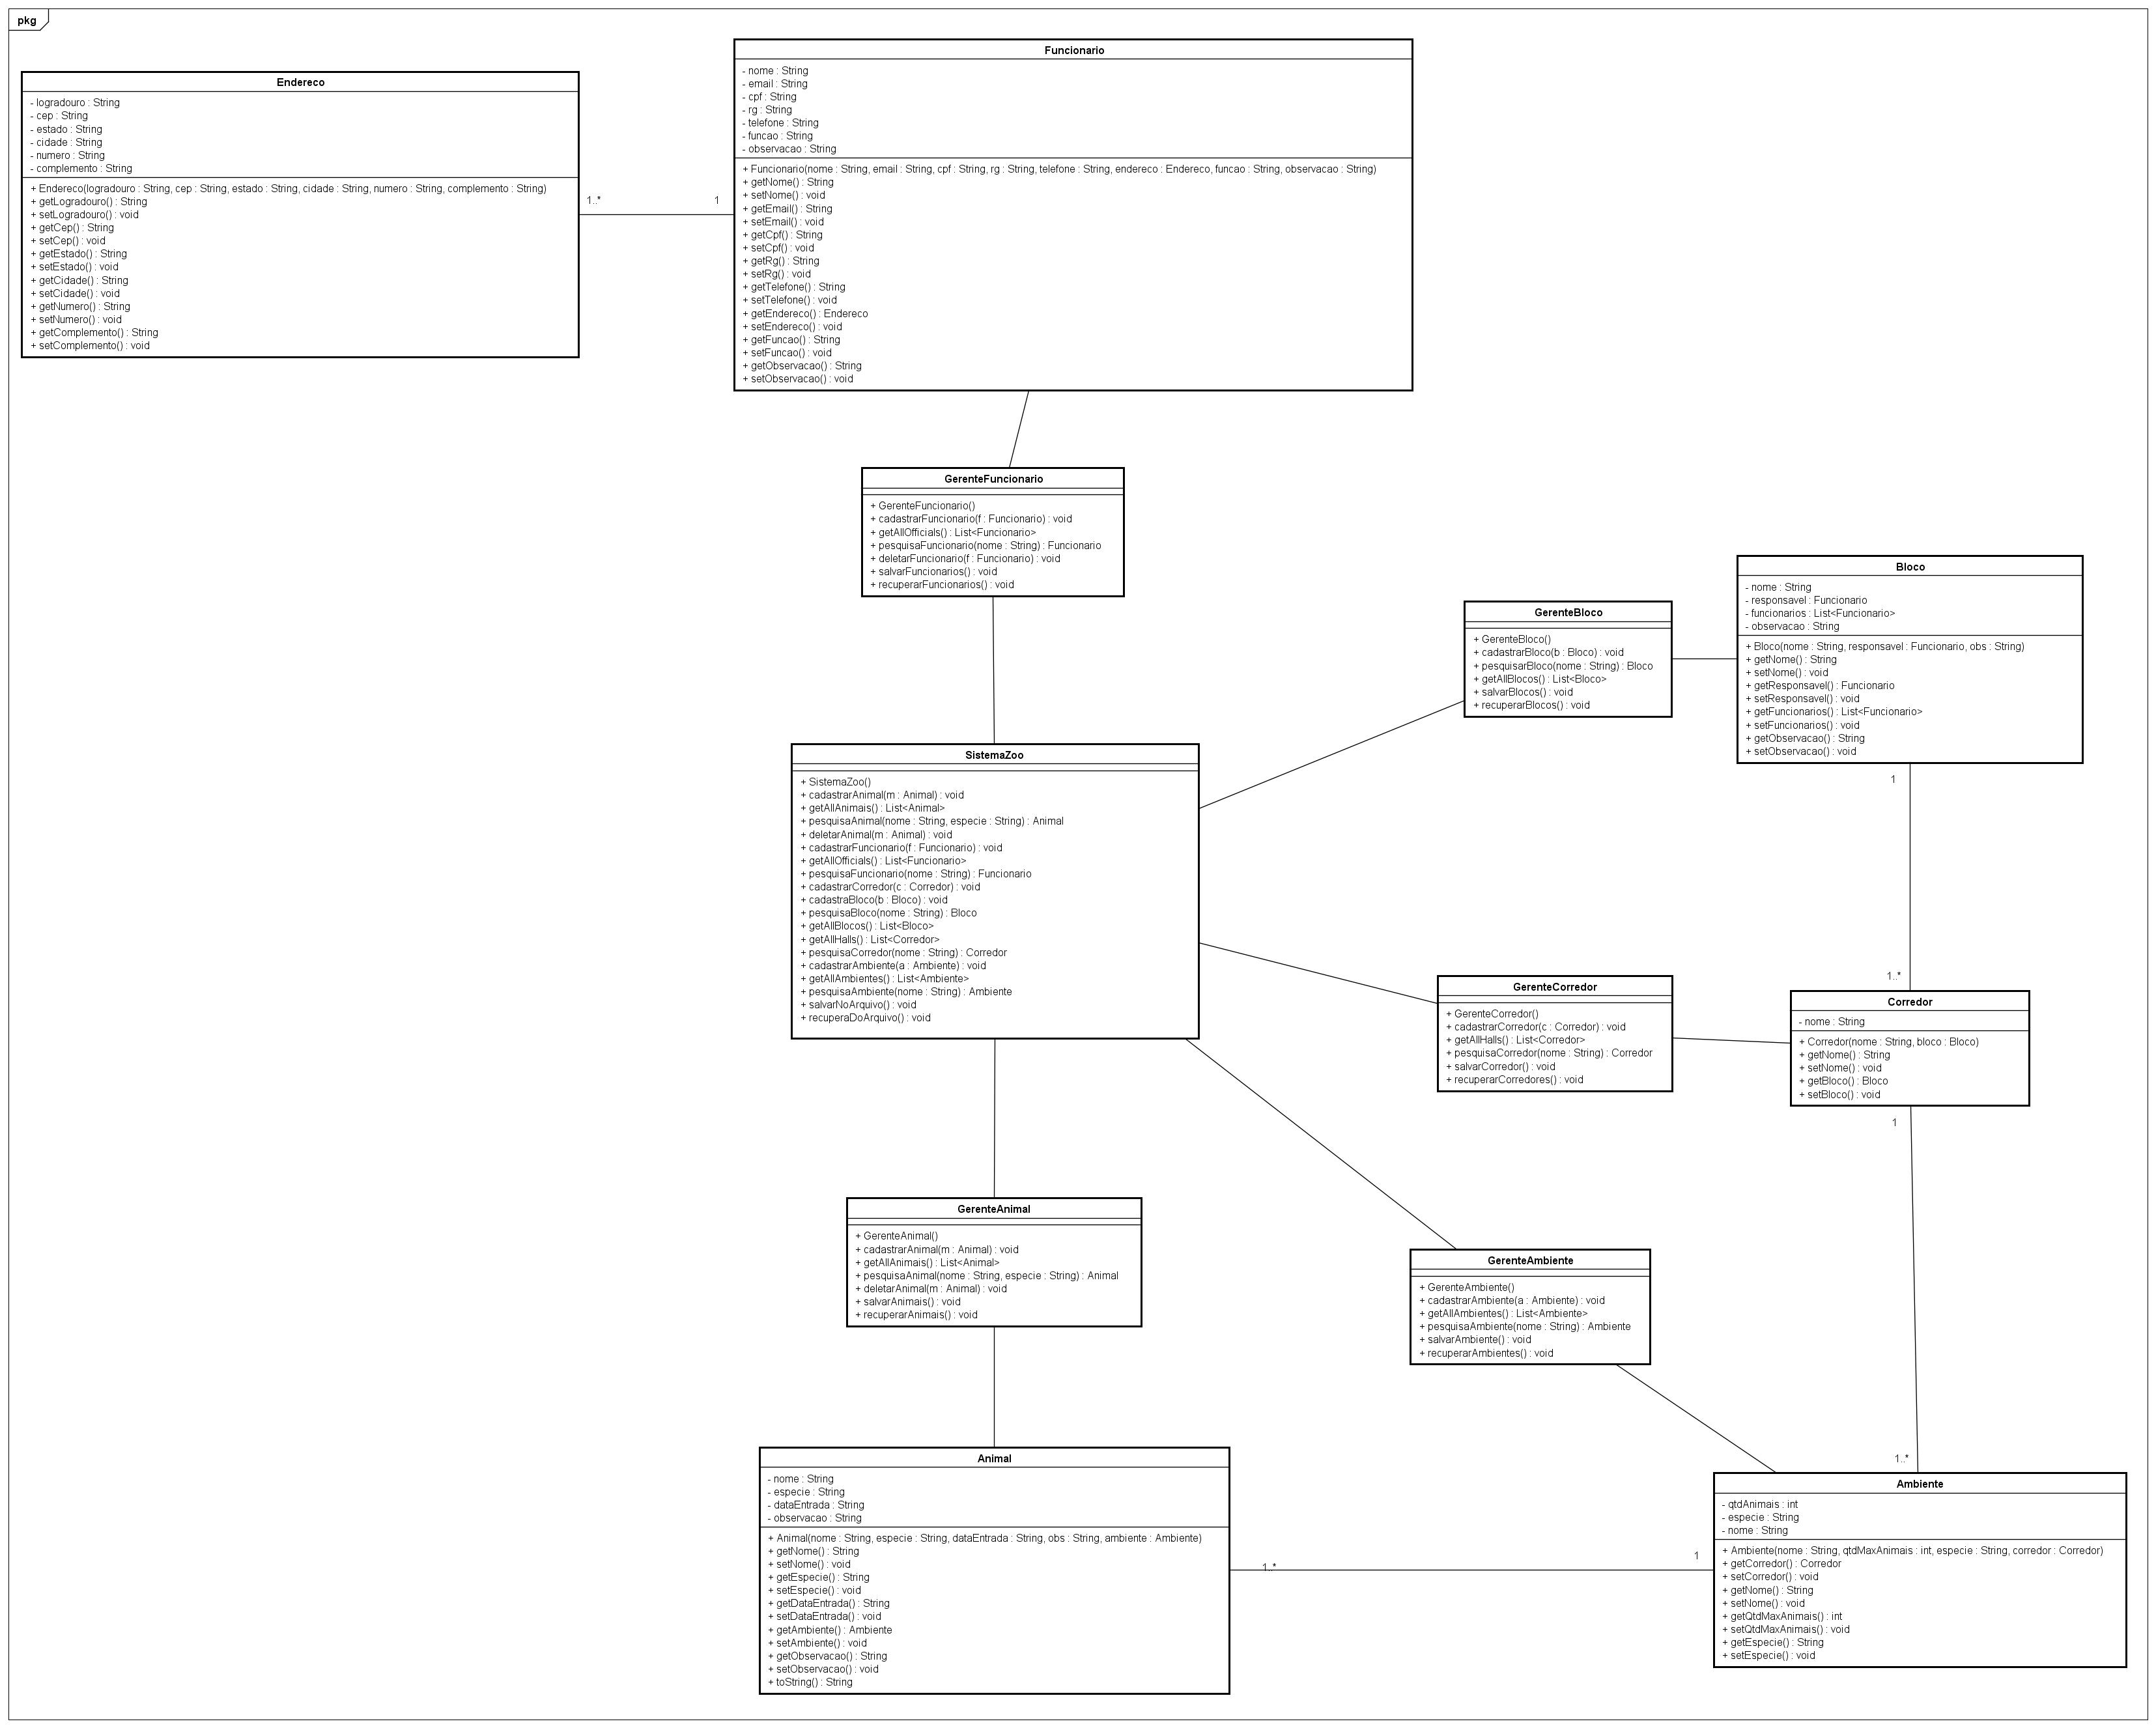 pkg
Endereco
- logradouro : String
- cep : String
- estado : String
- cidade : String
- numero : String
- complemento : String
+ Endereco(logradouro : String, cep : String, estado : String, cidade : String, numero : String, complemento : String)
+ getLogradouro() : String
+ setLogradouro() : void
+ getCep() : String
+ setCep() : void
+ getEstado() : String
+ setEstado() : void
+ getCidade() : String
+ setCidade() : void
+ getNumero() : String
+ setNumero() : void
+ getComplemento() : String
+ setComplemento() : void
1..*
1
Funcionario
- nome : String
- email : String
- cpf : String
- rg : String
- telefone : String
- funcao : String
- observacao : String
+ Funcionario(nome : String, email : String, cpf : String, rg : String, telefone : String, endereco : Endereco, funcao : String, observacao : String)
+ getNome() : String
+ setNome() : void
+ getEmail() : String
+ setEmail() : void
+ getCpf() : String
+ setCpf() : void
+ getRg() : String
+ setRg() : void
+ getTelefone() : String
+ setTelefone() : void
+ getEndereco() : Endereco
+ setEndereco() : void
+ getFuncao() : String
+ setFuncao() : void
+ getObservacao() : String
+ setObservacao() : void
GerenteFuncionario
+ GerenteFuncionario()
+ cadastrarFuncionario(f : Funcionario) : void
+ getAllOfficials() : List<Funcionario>
+ pesquisaFuncionario(nome : String) : Funcionario
+ deletarFuncionario(f : Funcionario) : void
+ salvarFuncionarios() : void
+ recuperarFuncionarios() : void
GerenteBloco
+ GerenteBloco()
+ cadastrarBloco(b : Bloco) : void
+ pesquisarBloco(nome : String) : Bloco
+ getAllBlocos() : List<Bloco>
+ salvarBlocos() : void
+ recuperarBlocos() : void
Bloco
- nome : String
- responsavel : Funcionario
- funcionarios : List<Funcionario>
- observacao : String
+ Bloco(nome : String, responsavel : Funcionario, obs : String)
+ getNome() : String
+ setNome() : void
+ getResponsavel() : Funcionario
+ setResponsavel() : void
+ getFuncionarios() : List<Funcionario>
+ setFuncionarios() : void
+ getObservacao() : String
+ setObservacao() : void
1
1..*
SistemaZoo
+ SistemaZoo()
+ cadastrarAnimal(m : Animal) : void
+ getAllAnimais() : List<Animal>
+ pesquisaAnimal(nome : String, especie : String) : Animal
+ deletarAnimal(m : Animal) : void
+ cadastrarFuncionario(f : Funcionario) : void
+ getAllOfficials() : List<Funcionario>
+ pesquisaFuncionario(nome : String) : Funcionario
+ cadastrarCorredor(c : Corredor) : void
+ cadastraBloco(b : Bloco) : void
+ pesquisaBloco(nome : String) : Bloco
+ getAllBlocos() : List<Bloco>
+ getAllHalls() : List<Corredor>
+ pesquisaCorredor(nome : String) : Corredor
+ cadastrarAmbiente(a : Ambiente) : void
+ getAllAmbientes() : List<Ambiente>
+ pesquisaAmbiente(nome : String) : Ambiente
+ salvarNoArquivo() : void
+ recuperaDoArquivo() : void
GerenteCorredor
+ GerenteCorredor()
+ cadastrarCorredor(c : Corredor) : void
+ getAllHalls() : List<Corredor>
+ pesquisaCorredor(nome : String) : Corredor
+ salvarCorredor() : void
+ recuperarCorredores() : void
Corredor
- nome : String
+ Corredor(nome : String, bloco : Bloco)
+ getNome() : String
+ setNome() : void
+ getBloco() : Bloco
+ setBloco() : void
1
1..*
GerenteAnimal
+ GerenteAnimal()
+ cadastrarAnimal(m : Animal) : void
+ getAllAnimais() : List<Animal>
+ pesquisaAnimal(nome : String, especie : String) : Animal
+ deletarAnimal(m : Animal) : void
+ salvarAnimais() : void
+ recuperarAnimais() : void
GerenteAmbiente
+ GerenteAmbiente()
+ cadastrarAmbiente(a : Ambiente) : void
+ getAllAmbientes() : List<Ambiente>
+ pesquisaAmbiente(nome : String) : Ambiente
+ salvarAmbiente() : void
+ recuperarAmbientes() : void
Animal
- nome : String
- especie : String
- dataEntrada : String
- observacao : String
+ Animal(nome : String, especie : String, dataEntrada : String, obs : String, ambiente : Ambiente)
+ getNome() : String
+ setNome() : void
+ getEspecie() : String
+ setEspecie() : void
+ getDataEntrada() : String
+ setDataEntrada() : void
+ getAmbiente() : Ambiente
+ setAmbiente() : void
+ getObservacao() : String
+ setObservacao() : void
+ toString() : String
1..*
1
Ambiente
- qtdAnimais : int
- especie : String
- nome : String
+ Ambiente(nome : String, qtdMaxAnimais : int, especie : String, corredor : Corredor)
+ getCorredor() : Corredor
+ setCorredor() : void
+ getNome() : String
+ setNome() : void
+ getQtdMaxAnimais() : int
+ setQtdMaxAnimais() : void
+ getEspecie() : String
+ setEspecie() : void